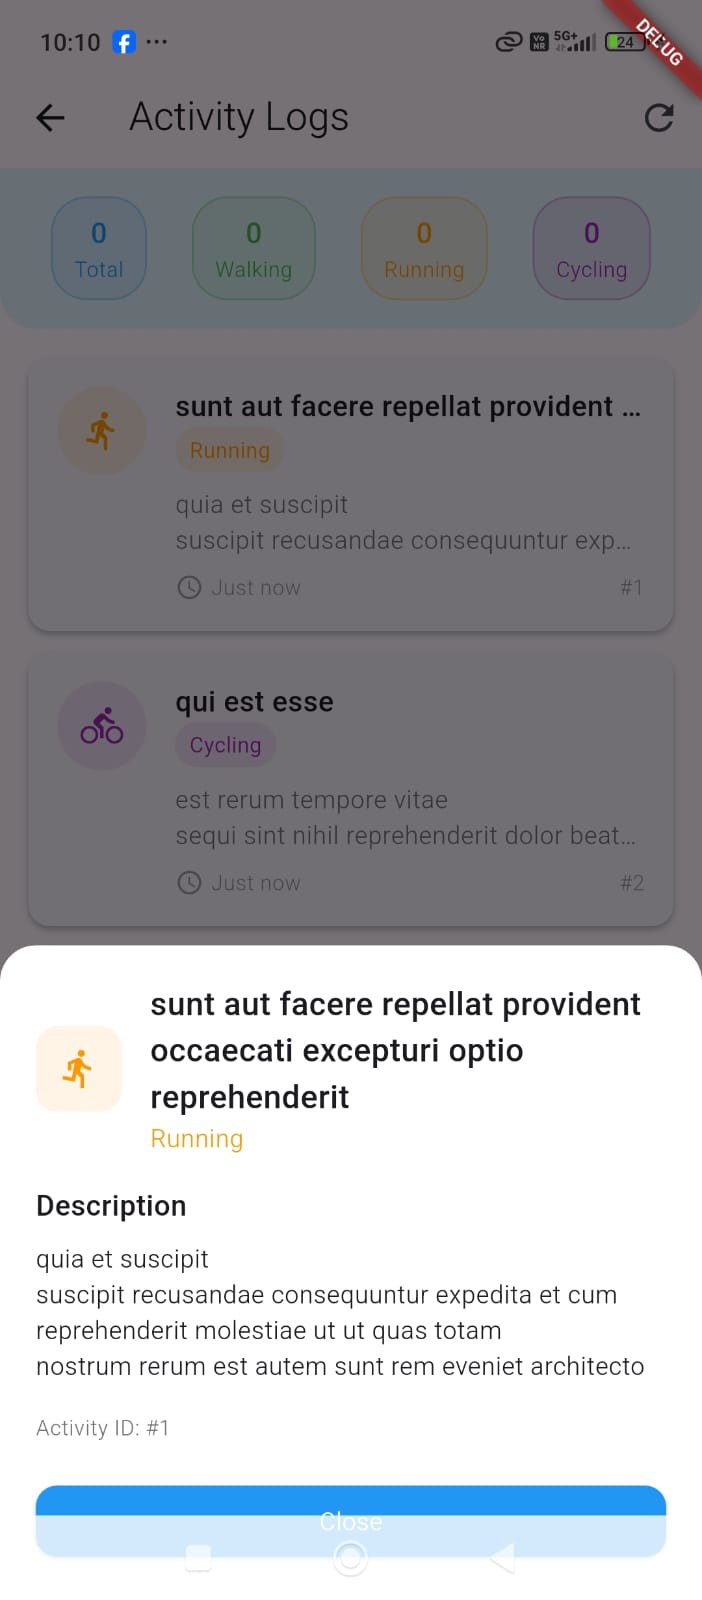 10:10
Vo NR 5G+ 24
DEBUG
Activity Logs
0 0 0 0
Total Walking Running Cycling
sunt aut facere repellat provident ...
Running
quia et suscipit
suscipit recusandae consequuntur exp...
Just now #1
qui est esse
Cycling
est rerum tempore vitae
sequi sint nihil reprehenderit dolor beat...
Just now #2
sunt aut facere repellat provident
occaecati excepturi optio
reprehenderit
Running
Description
quia et suscipit
suscipit recusandae consequuntur expedita et cum
reprehenderit molestiae ut ut quas totam
nostrum rerum est autem sunt rem eveniet architecto
Activity ID: #1
Close